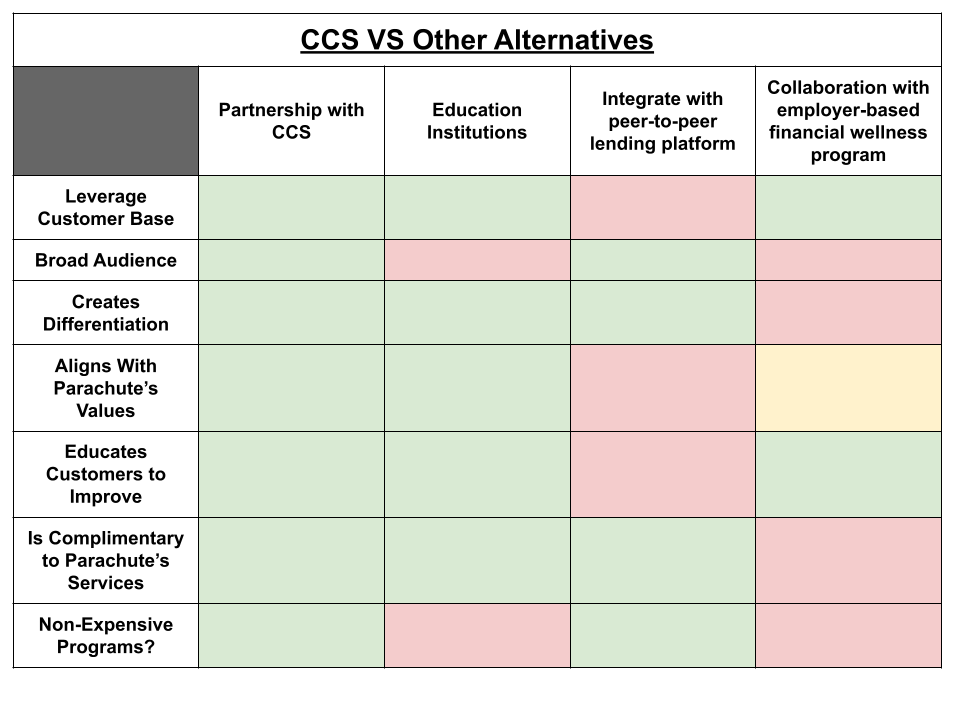 CCS VS Other Alternatives
Partnership with
CCS
Education
Institutions
Integrate with
peer-to-peer
lending platform
Collaboration with
employer-based
financial wellness
program
Leverage
Customer Base
Broad Audience
Creates
Differentiation
Aligns With
Parachute’s
Values
Educates
Customers to
Improve
Is Complimentary
to Parachute’s
Services
Non-Expensive
Programs?